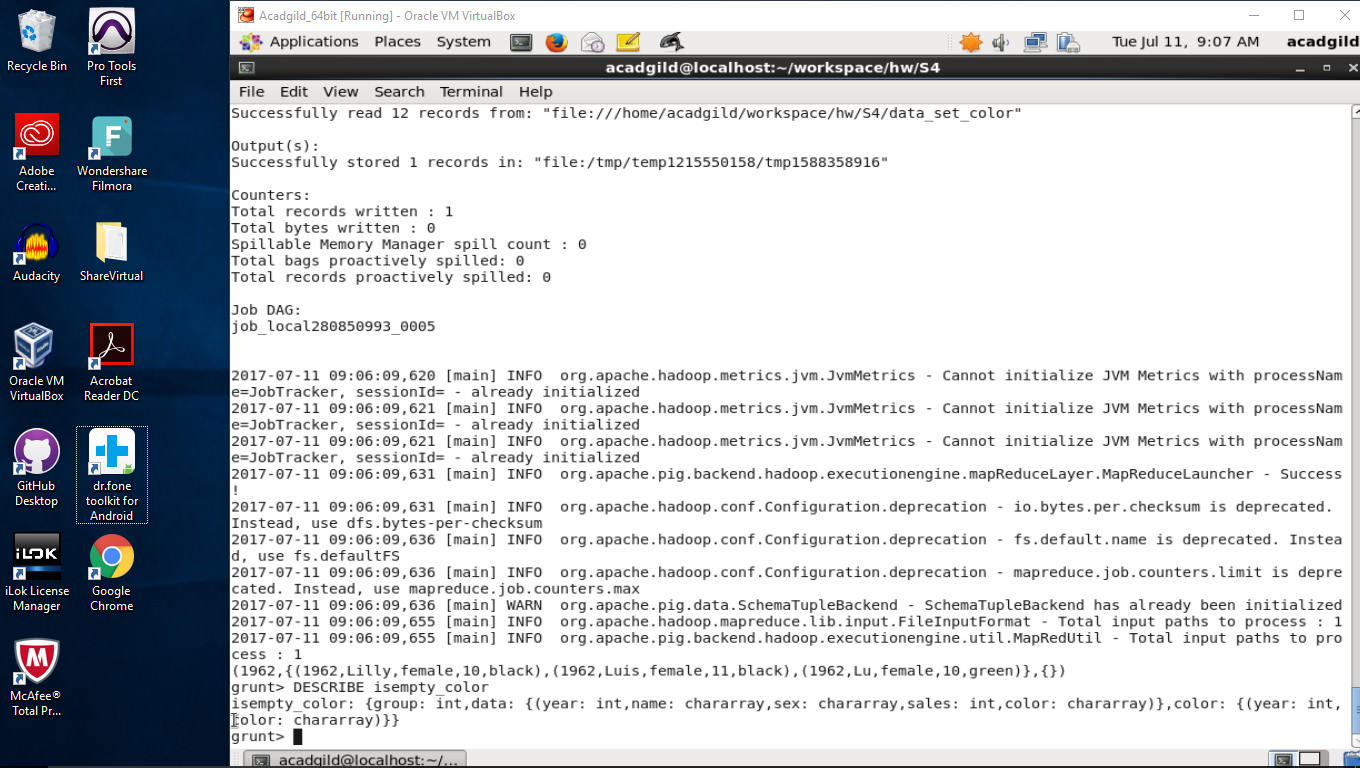 Acadgild_64bit [Running] - Oracle VM VirtualBox
Applications Places System
Tue Jul 11, 9:07 AM acadgild
acadgild@localhost:~/workspace/hw/S4
File Edit View Search Terminal Help
Successfully read 12 records from: "file:///home/acadgild/workspace/hw/S4/data_set_color"
Output(s):
Successfully stored 1 records in: "file:/tmp/temp1215550158/tmp1588358916"
Counters:
Total records written : 1
Total bytes written : 0
Spillable Memory Manager spill count : 0
Total bags proactively spilled: 0
Total records proactively spilled: 0
Job DAG:
job_local280850993_0005
2017-07-11 09:06:09,620 [main] INFO  org.apache.hadoop.metrics.jvm.JvmMetrics - Cannot initialize JVM Metrics with processNam
e=JobTracker, sessionId= - already initialized
2017-07-11 09:06:09,621 [main] INFO  org.apache.hadoop.metrics.jvm.JvmMetrics - Cannot initialize JVM Metrics with processNam
e=JobTracker, sessionId= - already initialized
2017-07-11 09:06:09,621 [main] INFO  org.apache.hadoop.metrics.jvm.JvmMetrics - Cannot initialize JVM Metrics with processNam
e=JobTracker, sessionId= - already initialized
2017-07-11 09:06:09,631 [main] INFO  org.apache.pig.backend.hadoop.executionengine.mapReduceLayer.MapReduceLauncher - Success
!
2017-07-11 09:06:09,631 [main] INFO  org.apache.hadoop.conf.Configuration.deprecation - io.bytes.per.checksum is deprecated.
Instead, use dfs.bytes-per-checksum
2017-07-11 09:06:09,636 [main] INFO  org.apache.hadoop.conf.Configuration.deprecation - fs.default.name is deprecated. Instea
d, use fs.defaultFS
2017-07-11 09:06:09,636 [main] INFO  org.apache.hadoop.conf.Configuration.deprecation - mapreduce.job.counters.limit is depre
cated. Instead, use mapreduce.job.counters.max
2017-07-11 09:06:09,636 [main] WARN  org.apache.pig.data.SchemaTupleBackend - SchemaTupleBackend has already been initialized
2017-07-11 09:06:09,655 [main] INFO  org.apache.hadoop.mapreduce.lib.input.FileInputFormat - Total input paths to process : 1
2017-07-11 09:06:09,655 [main] INFO  org.apache.pig.backend.hadoop.executionengine.util.MapRedUtil - Total input paths to pro
cess : 1
(1962,{(1962,Lilly,female,10,black),(1962,Luis,female,11,black),(1962,Lu,female,10,green)},{})
grunt> DESCRIBE isempty_color
isempty_color: {group: int,data: {(year: int,name: chararray,sex: chararray,sales: int,color: chararray)},color: {(year: int,
color: chararray)}}
grunt>
acadgild@localhost:~/...
Recycle Bin
Pro Tools
First
Adobe
Creati...
Wondershare
Filmora
Audacity
ShareVirtual
Oracle VM
VirtualBox
Acrobat
Reader DC
GitHub
Desktop
dr.fone
toolkit for
Android
iLOK
iLok License
Manager
Google
Chrome
McAfee®
Total Pr...